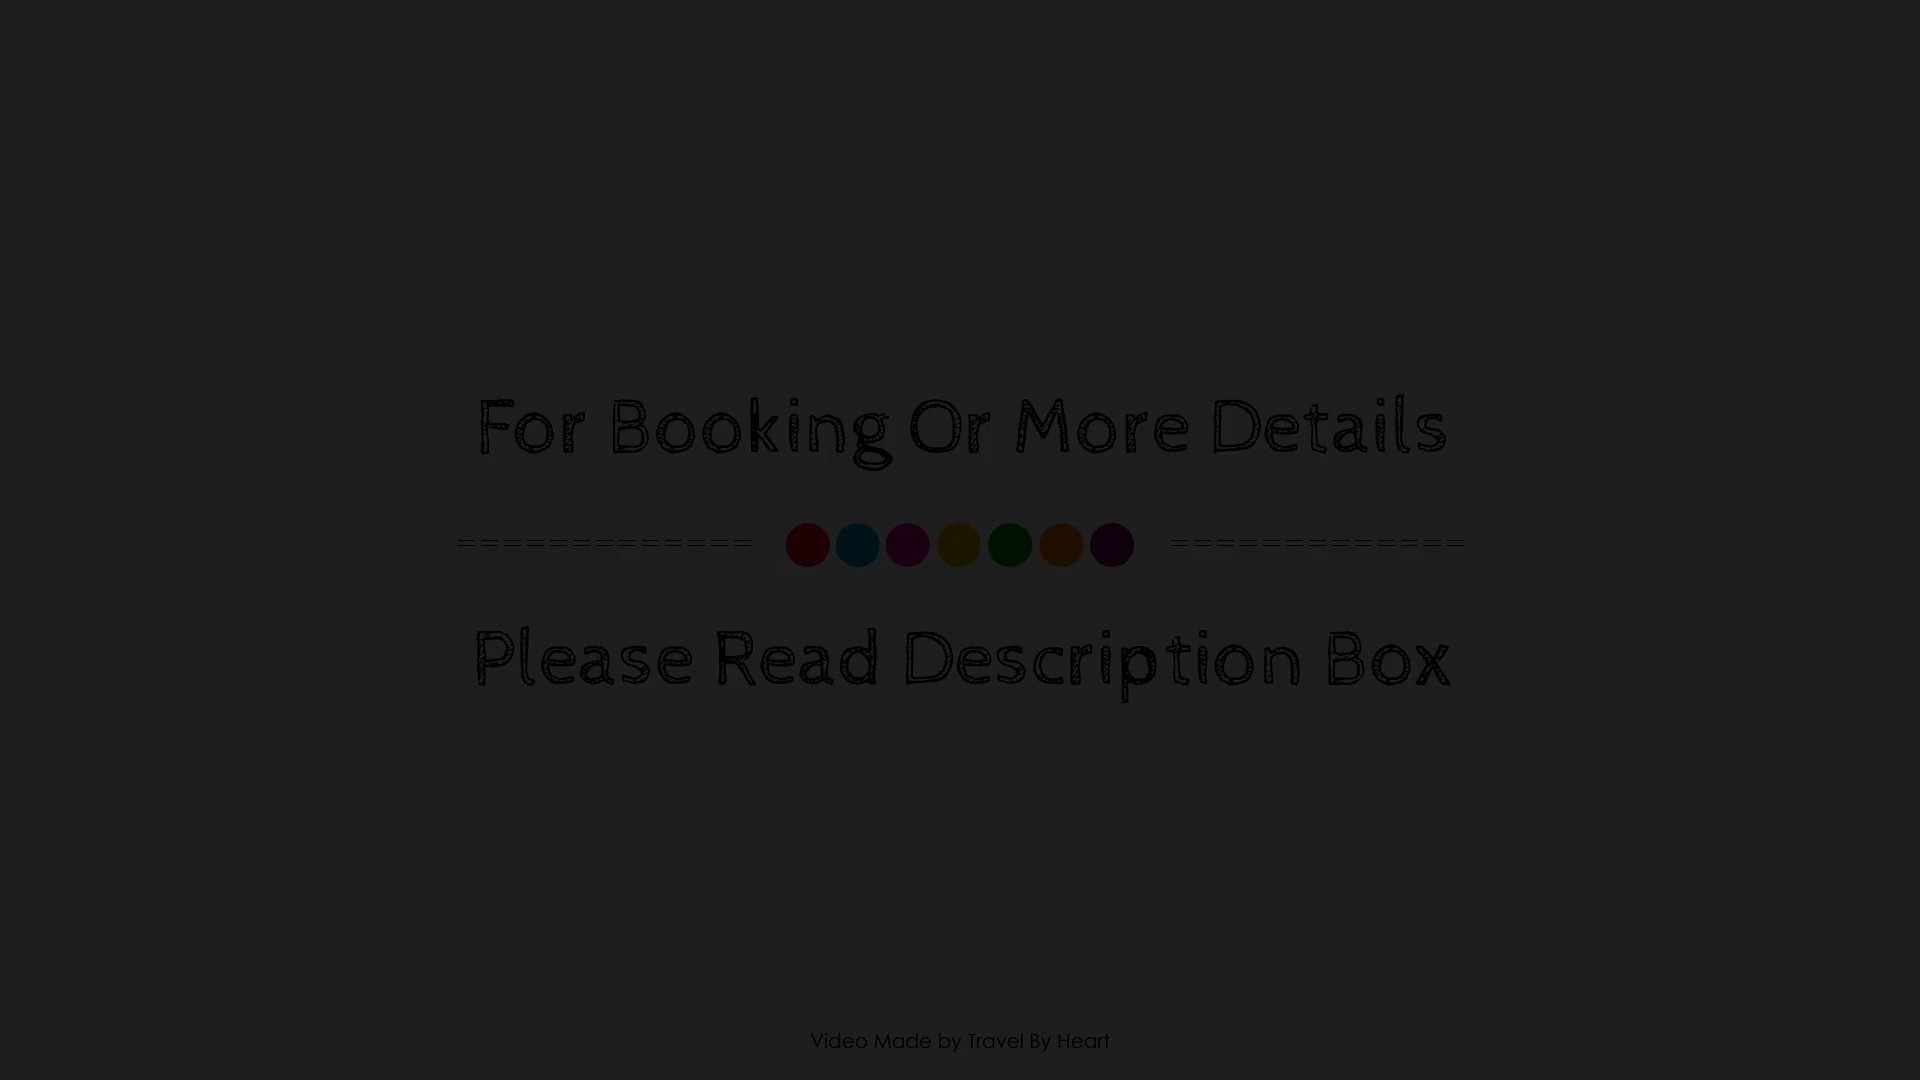 For Booking Or More Details
============= =============
Please Read Description Box
Video Made by Travel By Heart